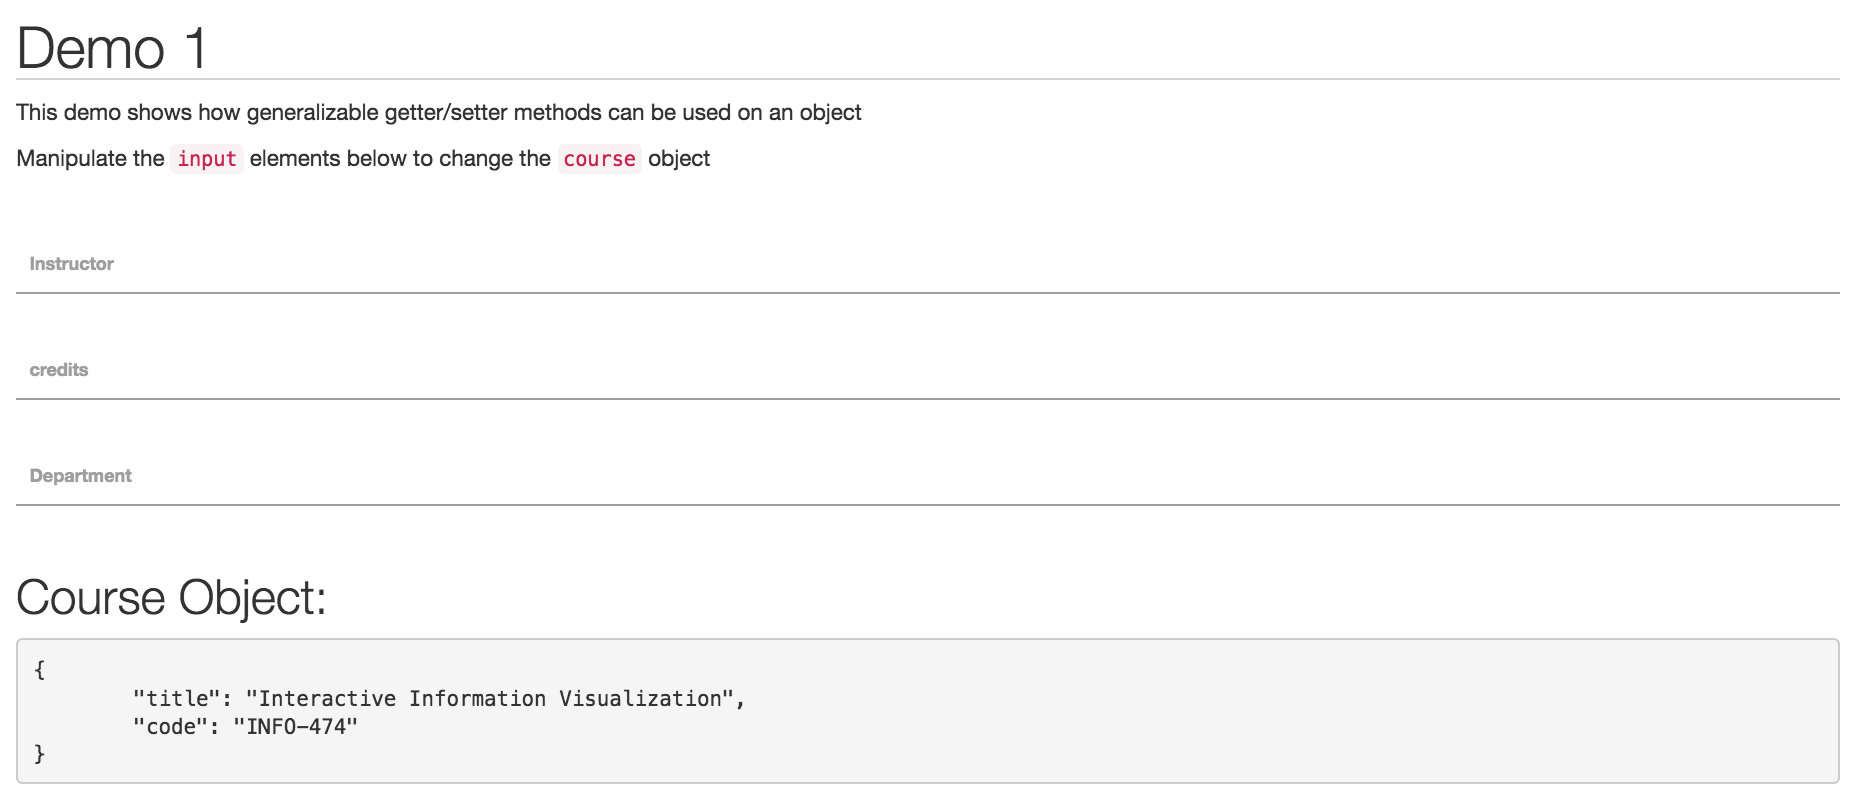 Demo 1
This demo shows how generalizable getter/setter methods can be used on an object
Manipulate the input elements below to change the course object
Instructor
credits
Department
Course Object:
{
"title": "Interactive Information Visualization",
"code": "INFO-474"
}